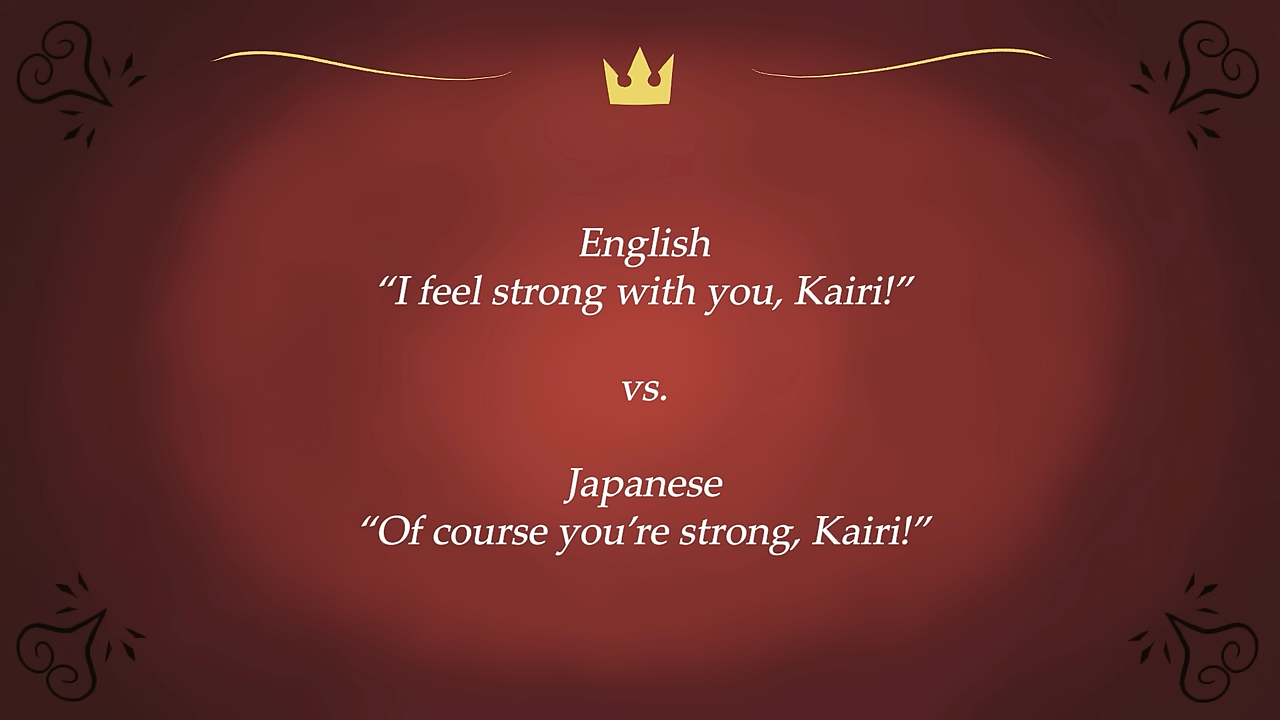 English
“I feel strong with you, Kairi!”
vs.
Japanese
“Of course you’re strong, Kairi!”